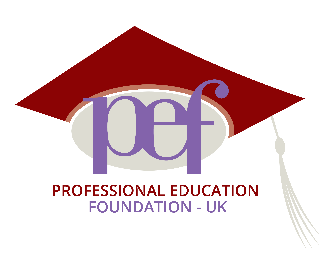 pef
PROFESSIONAL EDUCATION
FOUNDATION - UK